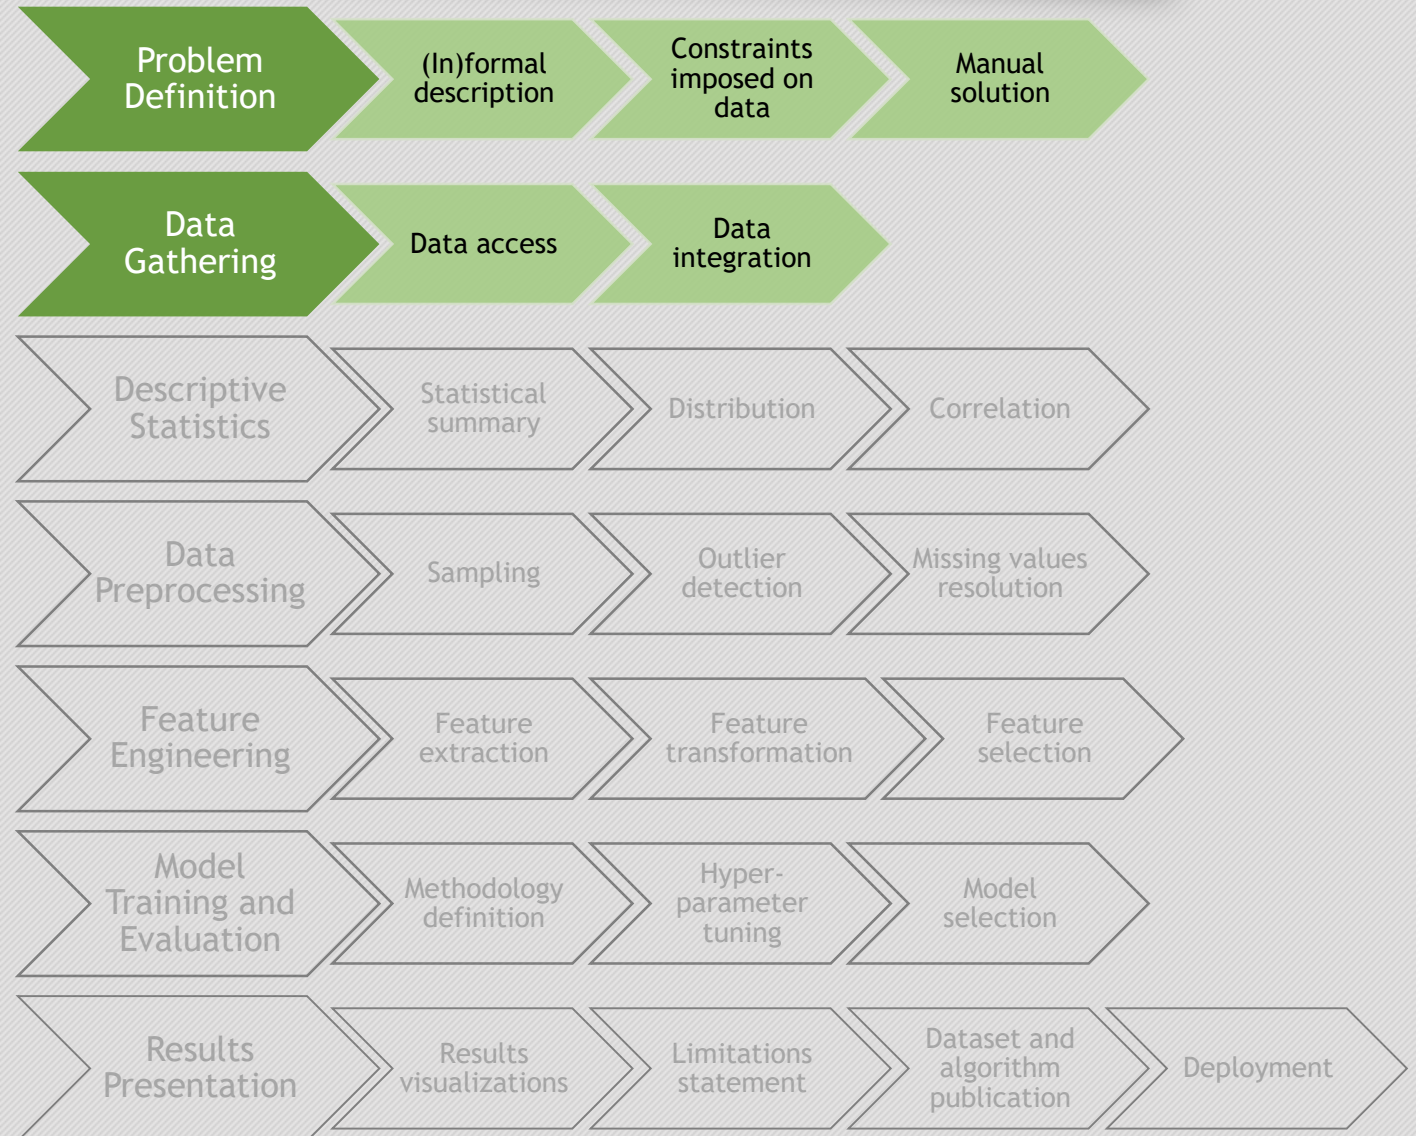 Problem
Definition
(In)formal
description
Constraints
imposed on
data
Manual
solution
Data
Gathering
Data access
Data
integration
Descriptive
Statistics
Statistical
summary
Distribution
Correlation
Data
Preprocessing
Sampling
Outlier
detection
Missing values
resolution
Feature
Engineering
Feature
extraction
Feature
transformation
Feature
selection
Model
Training and
Evaluation
Methodology
definition
Hyper-
parameter
tuning
Model
selection
Results
Presentation
Results
visualizations
Limitations
statement
Dataset and
algorithm
publication
Deployment